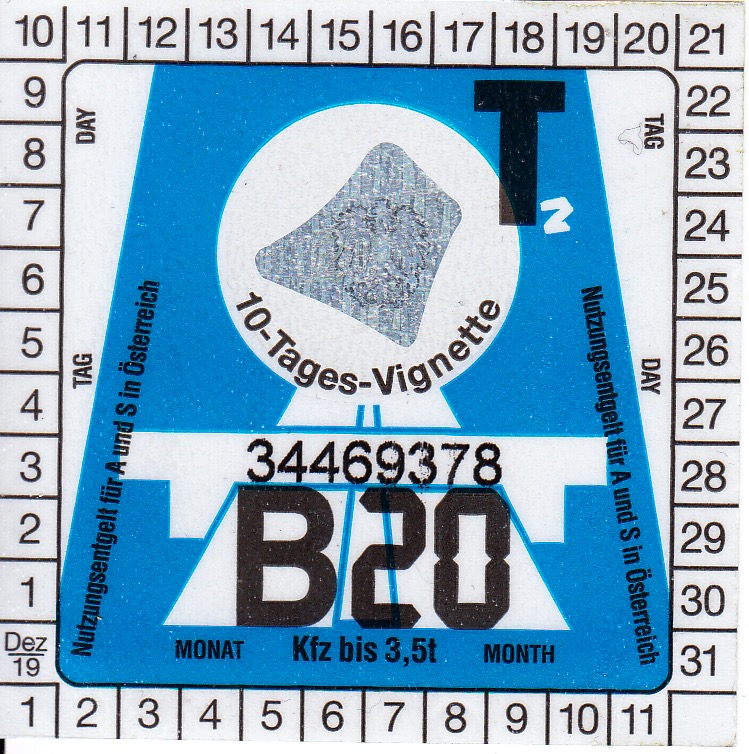 10 11 12 13 14 15 16 17 18 19 20 21
9 DAY T TAG 22
8 23
7 N 24
6 25
5 TAG DAY 26
4 27
3 28
2 29
1 30
Dez 19 31
10-Tages-Vignette
Nutzungsentgelt für A und S in Österreich
Nutzungsentgelt für A und S in Österreich
34469378
B20
MONAT Kfz bis 3,5t MONTH
1 2 3 4 5 6 7 8 9 10 11